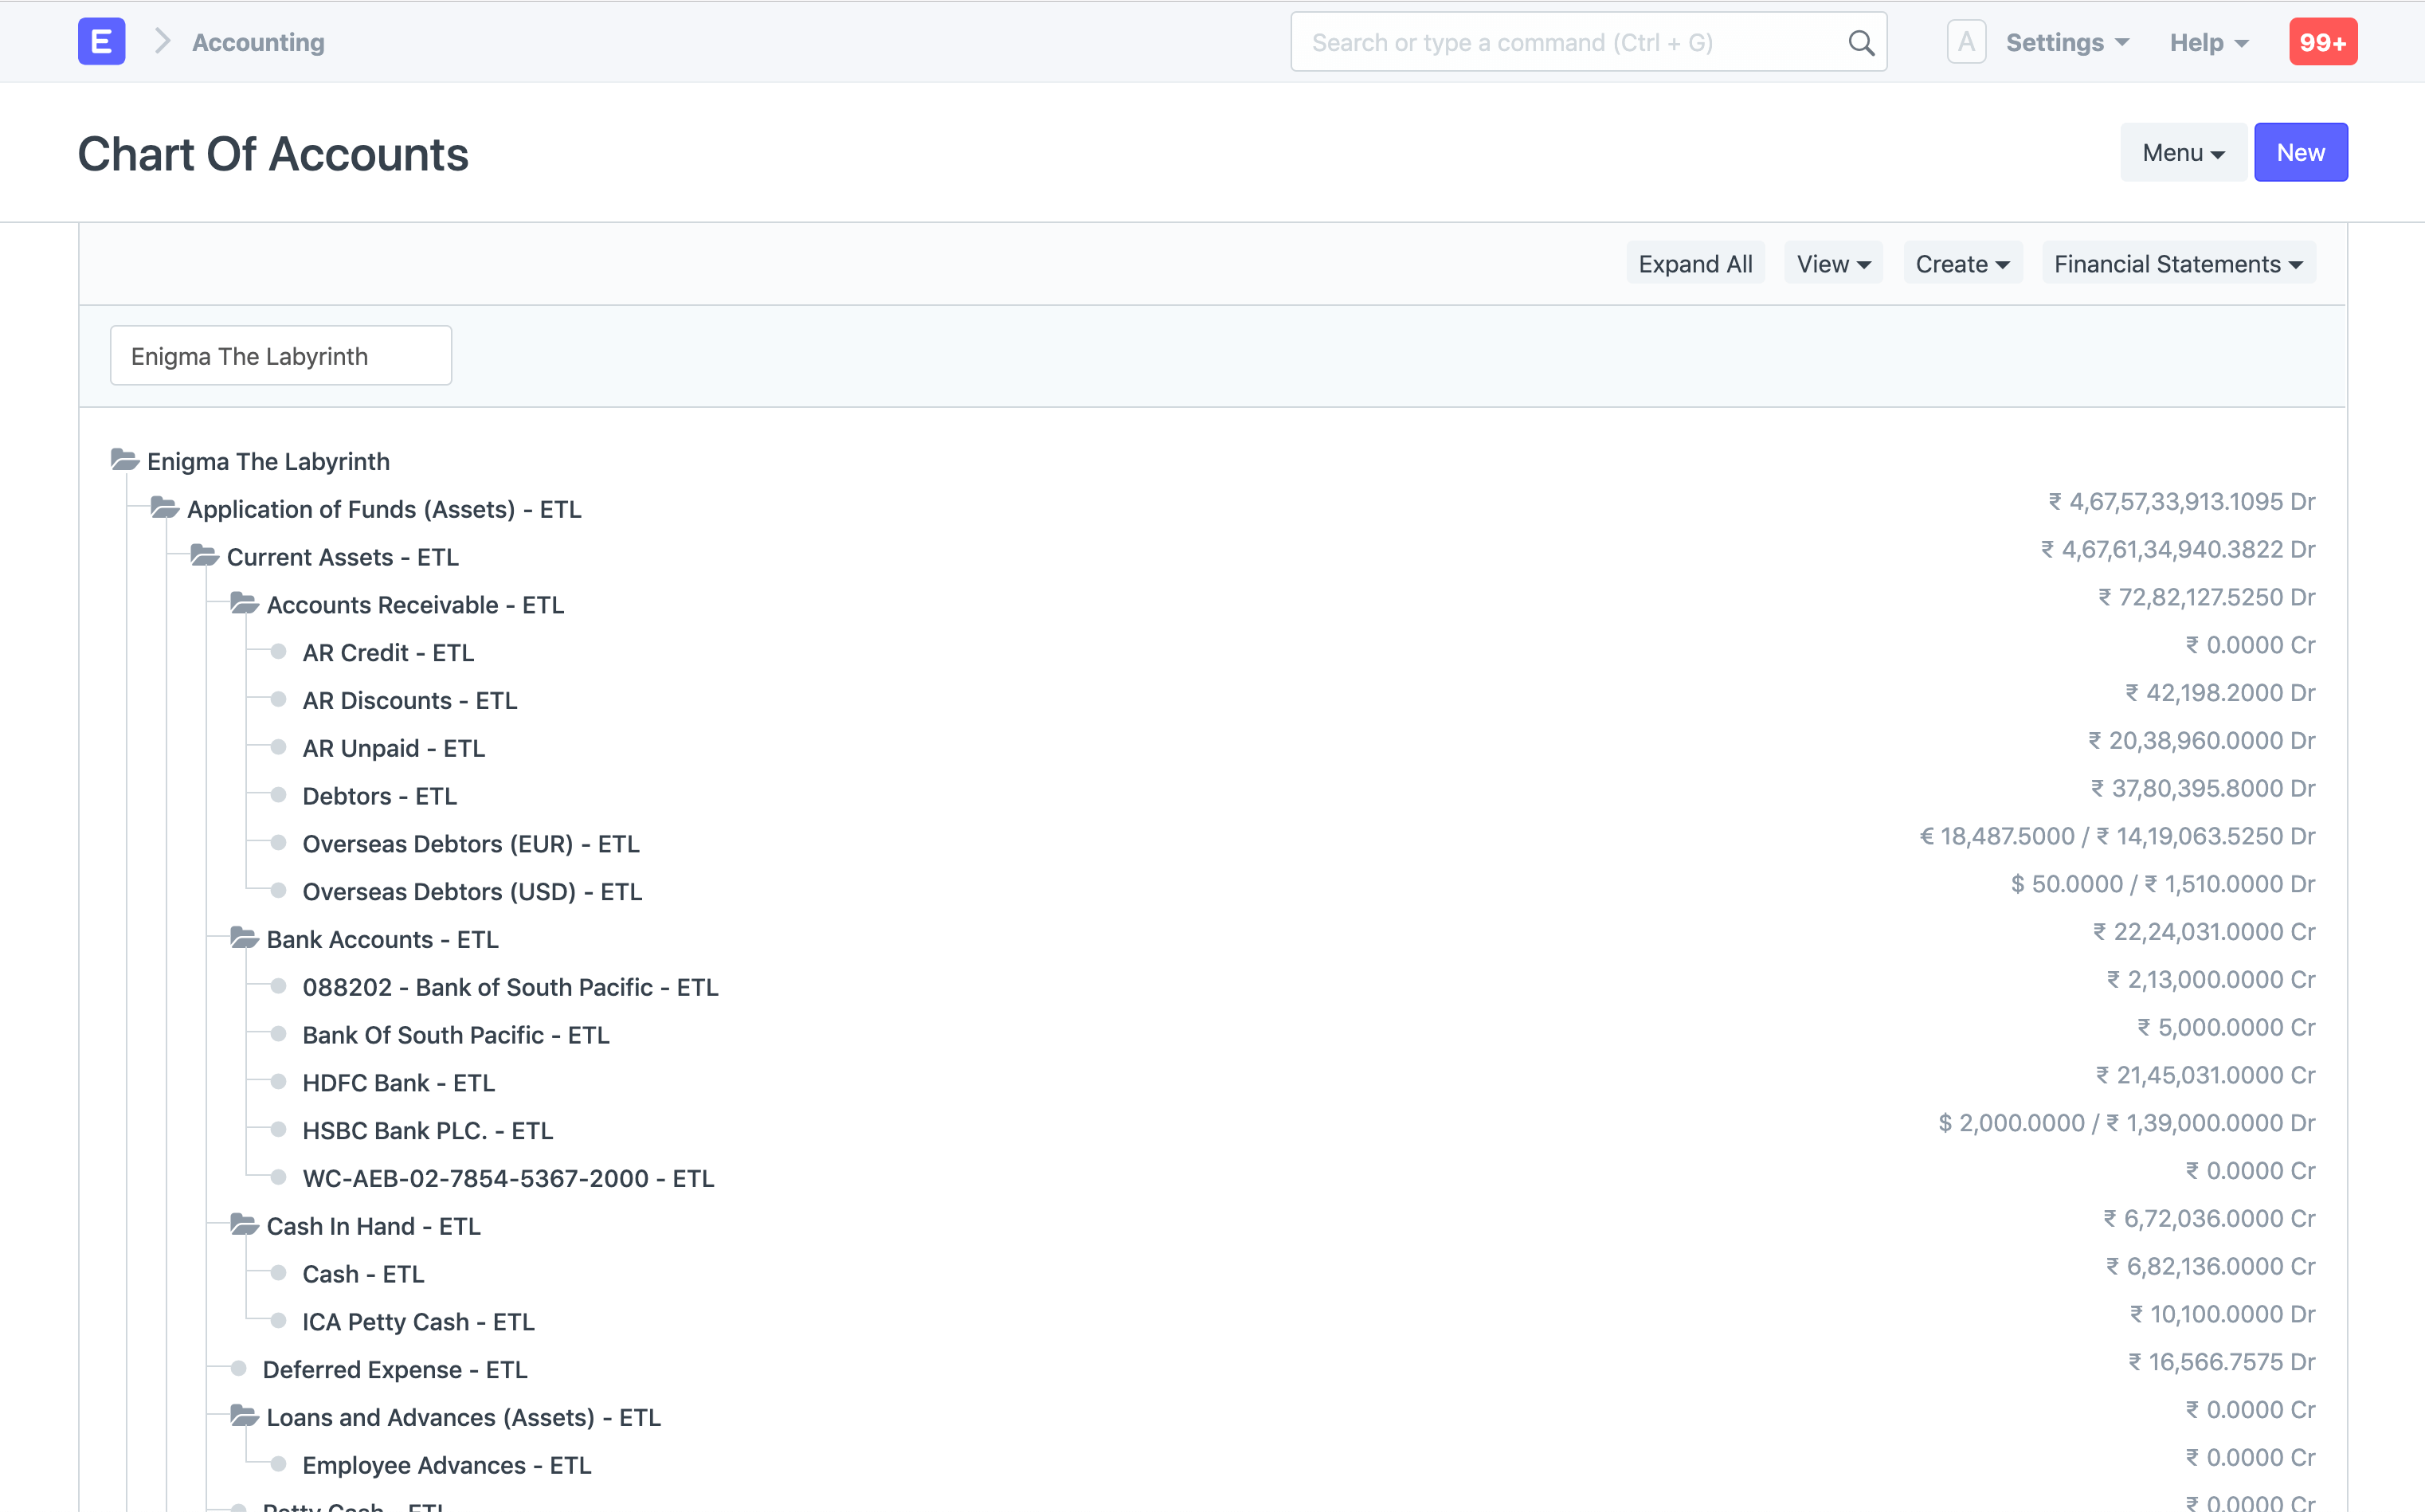 E Accounting Search or type a command (Ctrl + G) A Settings Help 99+
Chart Of Accounts Menu New
Expand All View Create Financial Statements
Enigma The Labyrinth
Enigma The Labyrinth
Application of Funds (Assets) - ETL ₹ 4,67,57,33,913.1095 Dr
Current Assets - ETL ₹ 4,67,61,34,940.3822 Dr
Accounts Receivable - ETL ₹ 72,82,127.5250 Dr
AR Credit - ETL ₹ 0.0000 Cr
AR Discounts - ETL ₹ 42,198.2000 Dr
AR Unpaid - ETL ₹ 20,38,960.0000 Dr
Debtors - ETL ₹ 37,80,395.8000 Dr
Overseas Debtors (EUR) - ETL € 18,487.5000 / ₹ 14,19,063.5250 Dr
Overseas Debtors (USD) - ETL $ 50.0000 / ₹ 1,510.0000 Dr
Bank Accounts - ETL ₹ 22,24,031.0000 Cr
088202 - Bank of South Pacific - ETL ₹ 2,13,000.0000 Cr
Bank Of South Pacific - ETL ₹ 5,000.0000 Cr
HDFC Bank - ETL ₹ 21,45,031.0000 Cr
HSBC Bank PLC. - ETL $ 2,000.0000 / ₹ 1,39,000.0000 Dr
WC-AEB-02-7854-5367-2000 - ETL ₹ 0.0000 Cr
Cash In Hand - ETL ₹ 6,72,036.0000 Cr
Cash - ETL ₹ 6,82,136.0000 Cr
ICA Petty Cash - ETL ₹ 10,100.0000 Dr
Deferred Expense - ETL ₹ 16,566.7575 Dr
Loans and Advances (Assets) - ETL ₹ 0.0000 Cr
Employee Advances - ETL ₹ 0.0000 Cr
Petty Cash - ETL ₹ 0.0000 Cr